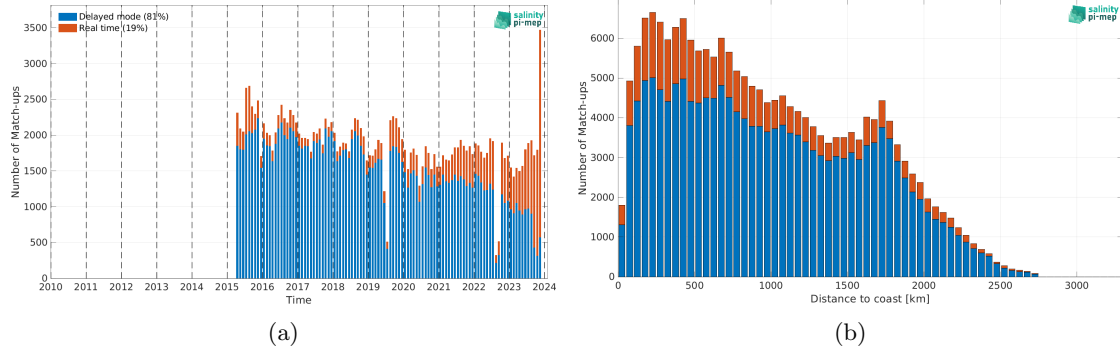 Delayed mode (81%)
Real time (19%)
salinity
pi-mep
3500
3000
2500
2000
1500
1000
500
0
Number of Match-ups
2010 2011 2012 2013 2014 2015 2016 2017 2018 2019 2020 2021 2022 2023 2024
Time
(a)
salinity
pi-mep
6000
5000
4000
3000
2000
1000
0
Number of Match-ups
0 500 1000 1500 2000 2500 3000
Distance to coast [km]
(b)